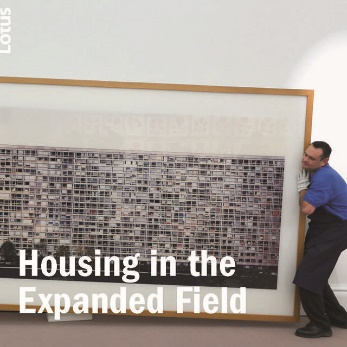 Lotus
Housing in the
Expanded Field